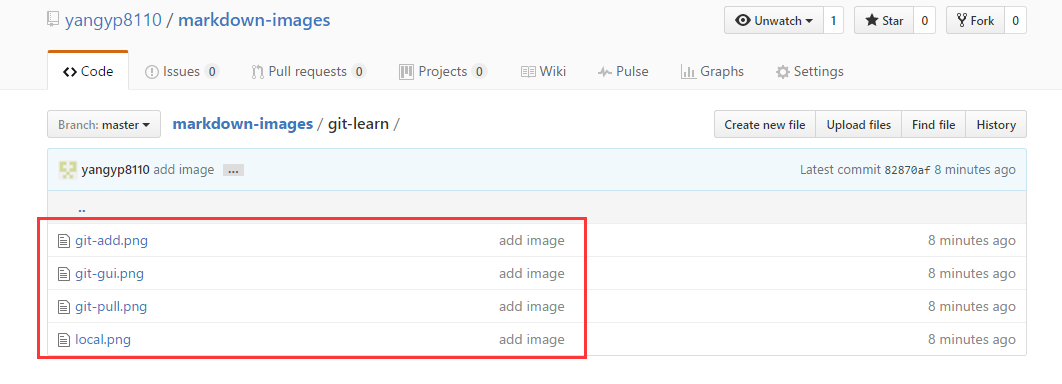 yangyp8110 / markdown-images Unwatch 1 Star 0 Fork 0
Code Issues 0 Pull requests 0 Projects 0 Wiki Pulse Graphs Settings
Branch: master markdown-images / git-learn / Create new file Upload files Find file History
yangyp8110 add image ... Latest commit 82870af 8 minutes ago
..
git-add.png add image 8 minutes ago
git-gui.png add image 8 minutes ago
git-pull.png add image 8 minutes ago
local.png add image 8 minutes ago